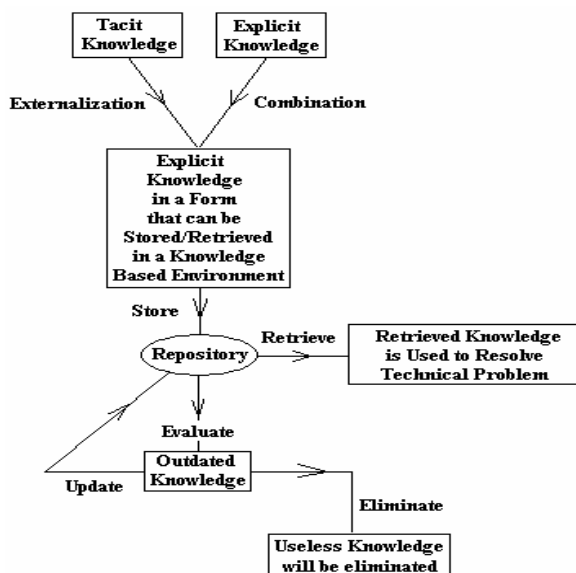 Tacit
Knowledge
Explicit
Knowledge
Externalization
Combination
Explicit
Knowledge
in a Form
that can be
Stored/Retrieved
in a Knowledge
Based Environment
Store
Repository
Retrieve
Retrieved Knowledge
is Used to Resolve
Technical Problem
Evaluate
Outdated
Knowledge
Update
Eliminate
Useless Knowledge
will be eliminated